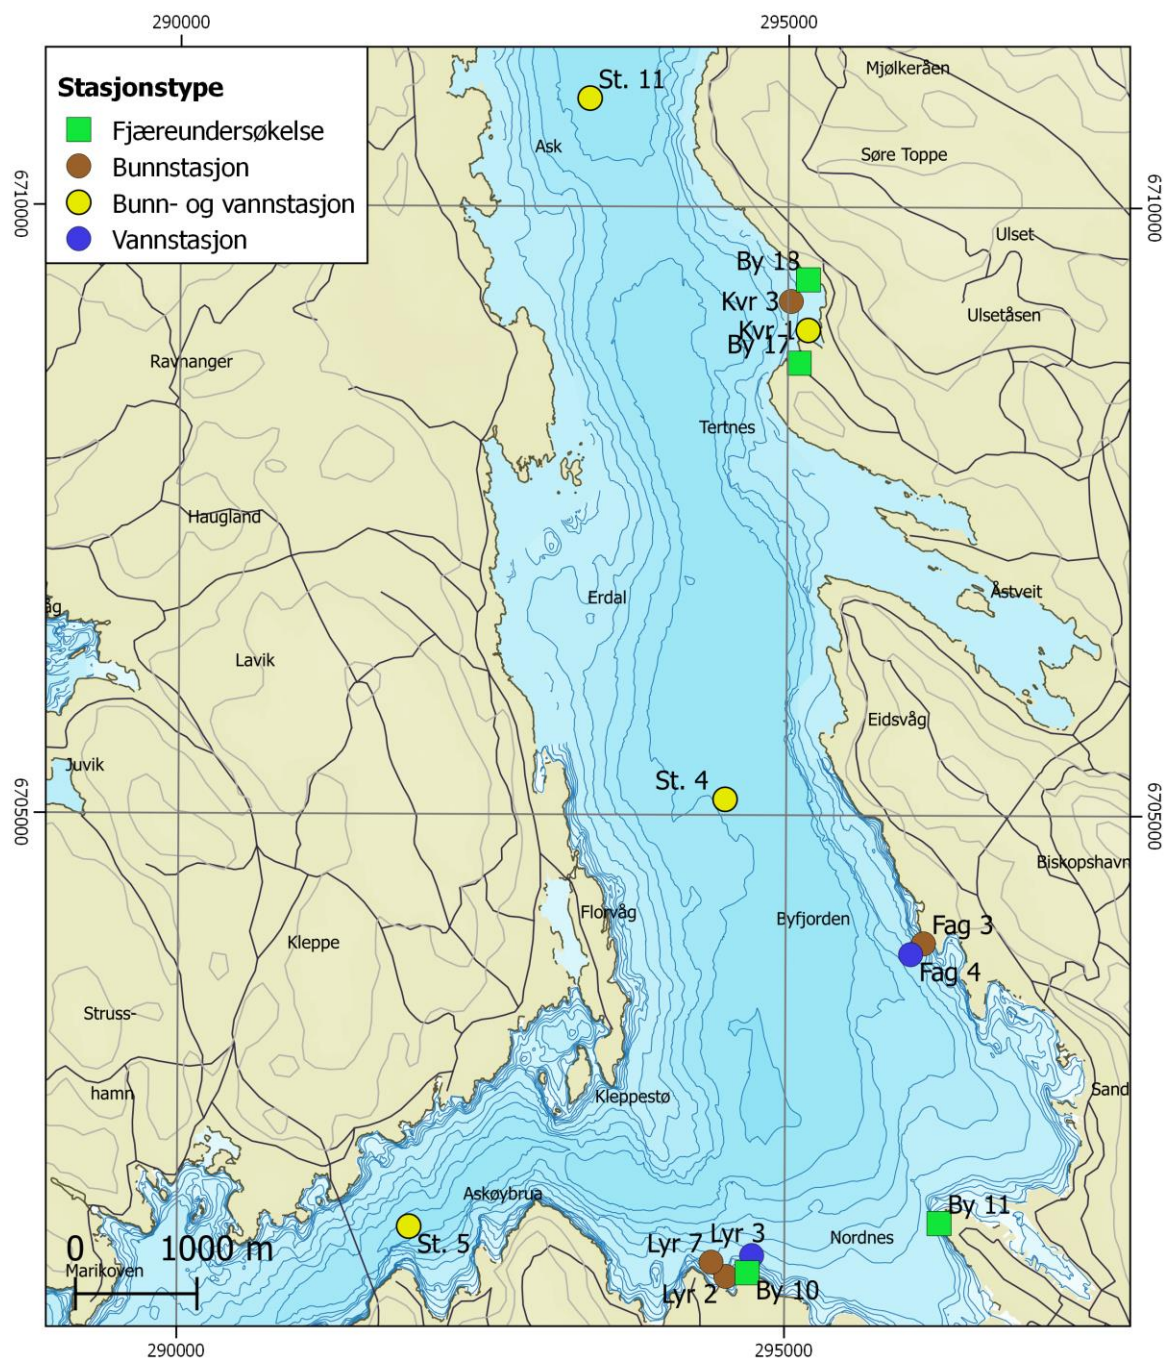 290000
295000
Stasjonstype
Fjæreundersøkelse
Bunnstasjon
Bunn- og vannstasjon
Vannstasjon
St. 11
Mjølkeråen
Ask
Søre Toppe
6710000
6710000
Ulset
By 18
Kvr 3
Ulsetåsen
Kvr 1
By 17
Ravnanger
Tertnes
Haugland
Erdal
Åstveit
åg
Lavik
Eidsvåg
Juvik
St. 4
6705000
6705000
Biskopshavn
Florvåg
Byfjorden
Fag 3
Kleppe
Fag 4
Struss-
hamn
Kleppestø
Sand
Askøybrua
By 11
St. 5
Lyr 3
Nordnes
Lyr 7
0 1000 m
Marikoven
Lyr 2
By 10
290000
295000